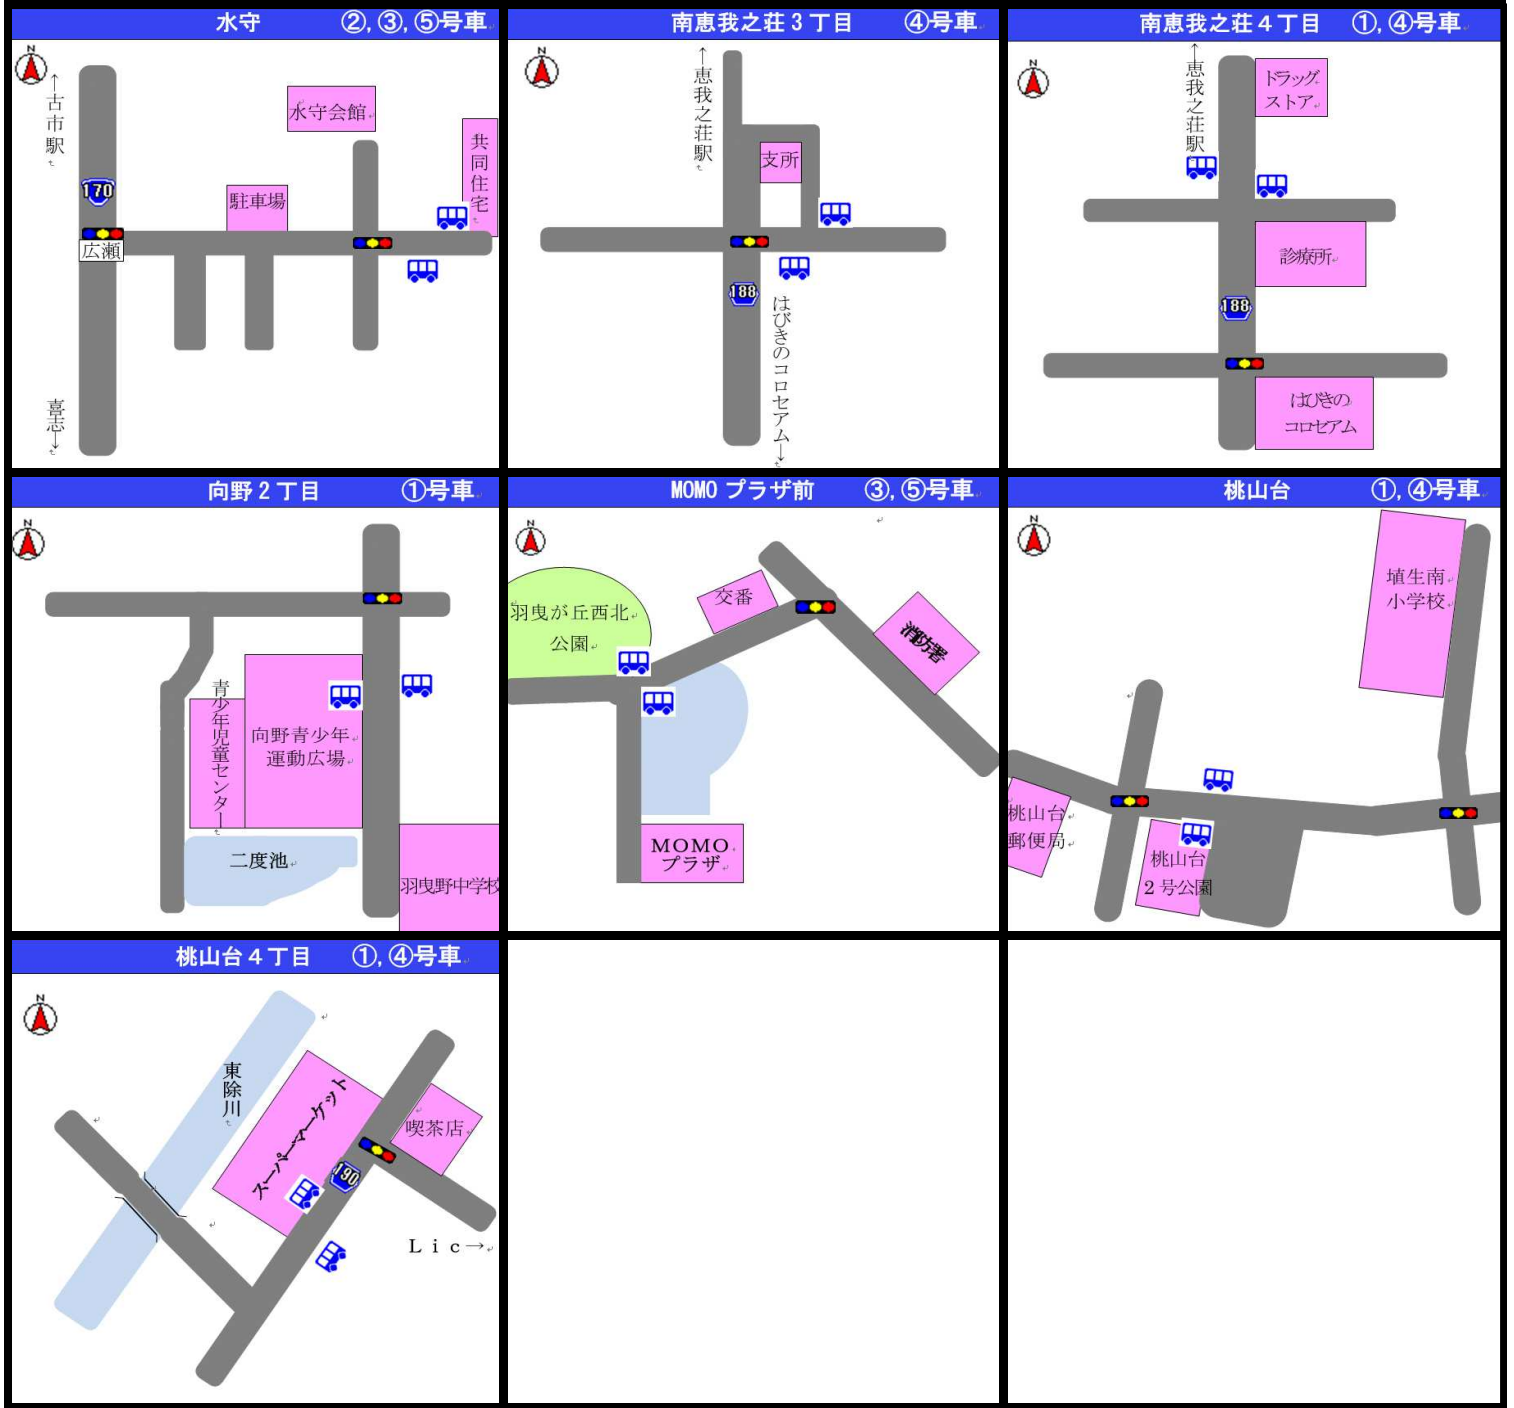 水守　②,③,⑤号車
N
↑古市駅
170
広瀬
喜志→
駐車場
水守会館
共同住宅
南恵我之荘３丁目　④号車
N
↑恵我之荘駅
支所
188
はびきのコロセアム→
南恵我之荘４丁目　①,④号車
N
↑恵我之荘駅
ドラッグ
ストア
診療所
188
はびきの
コロセアム
向野２丁目　①号車
N
青少年児童センター
向野青少年
運動広場
二度池
羽曳野中学校
MOMOプラザ前　③,⑤号車
N
羽曳が丘西北
公園
交番
消防署
MOMO
プラザ
桃山台　①,④号車
N
埴生南
小学校
桃山台
郵便局
桃山台
２号公園
桃山台４丁目　①,④号車
N
東除川
スーパーマーケット
喫茶店
190
Ｌｉｃ→